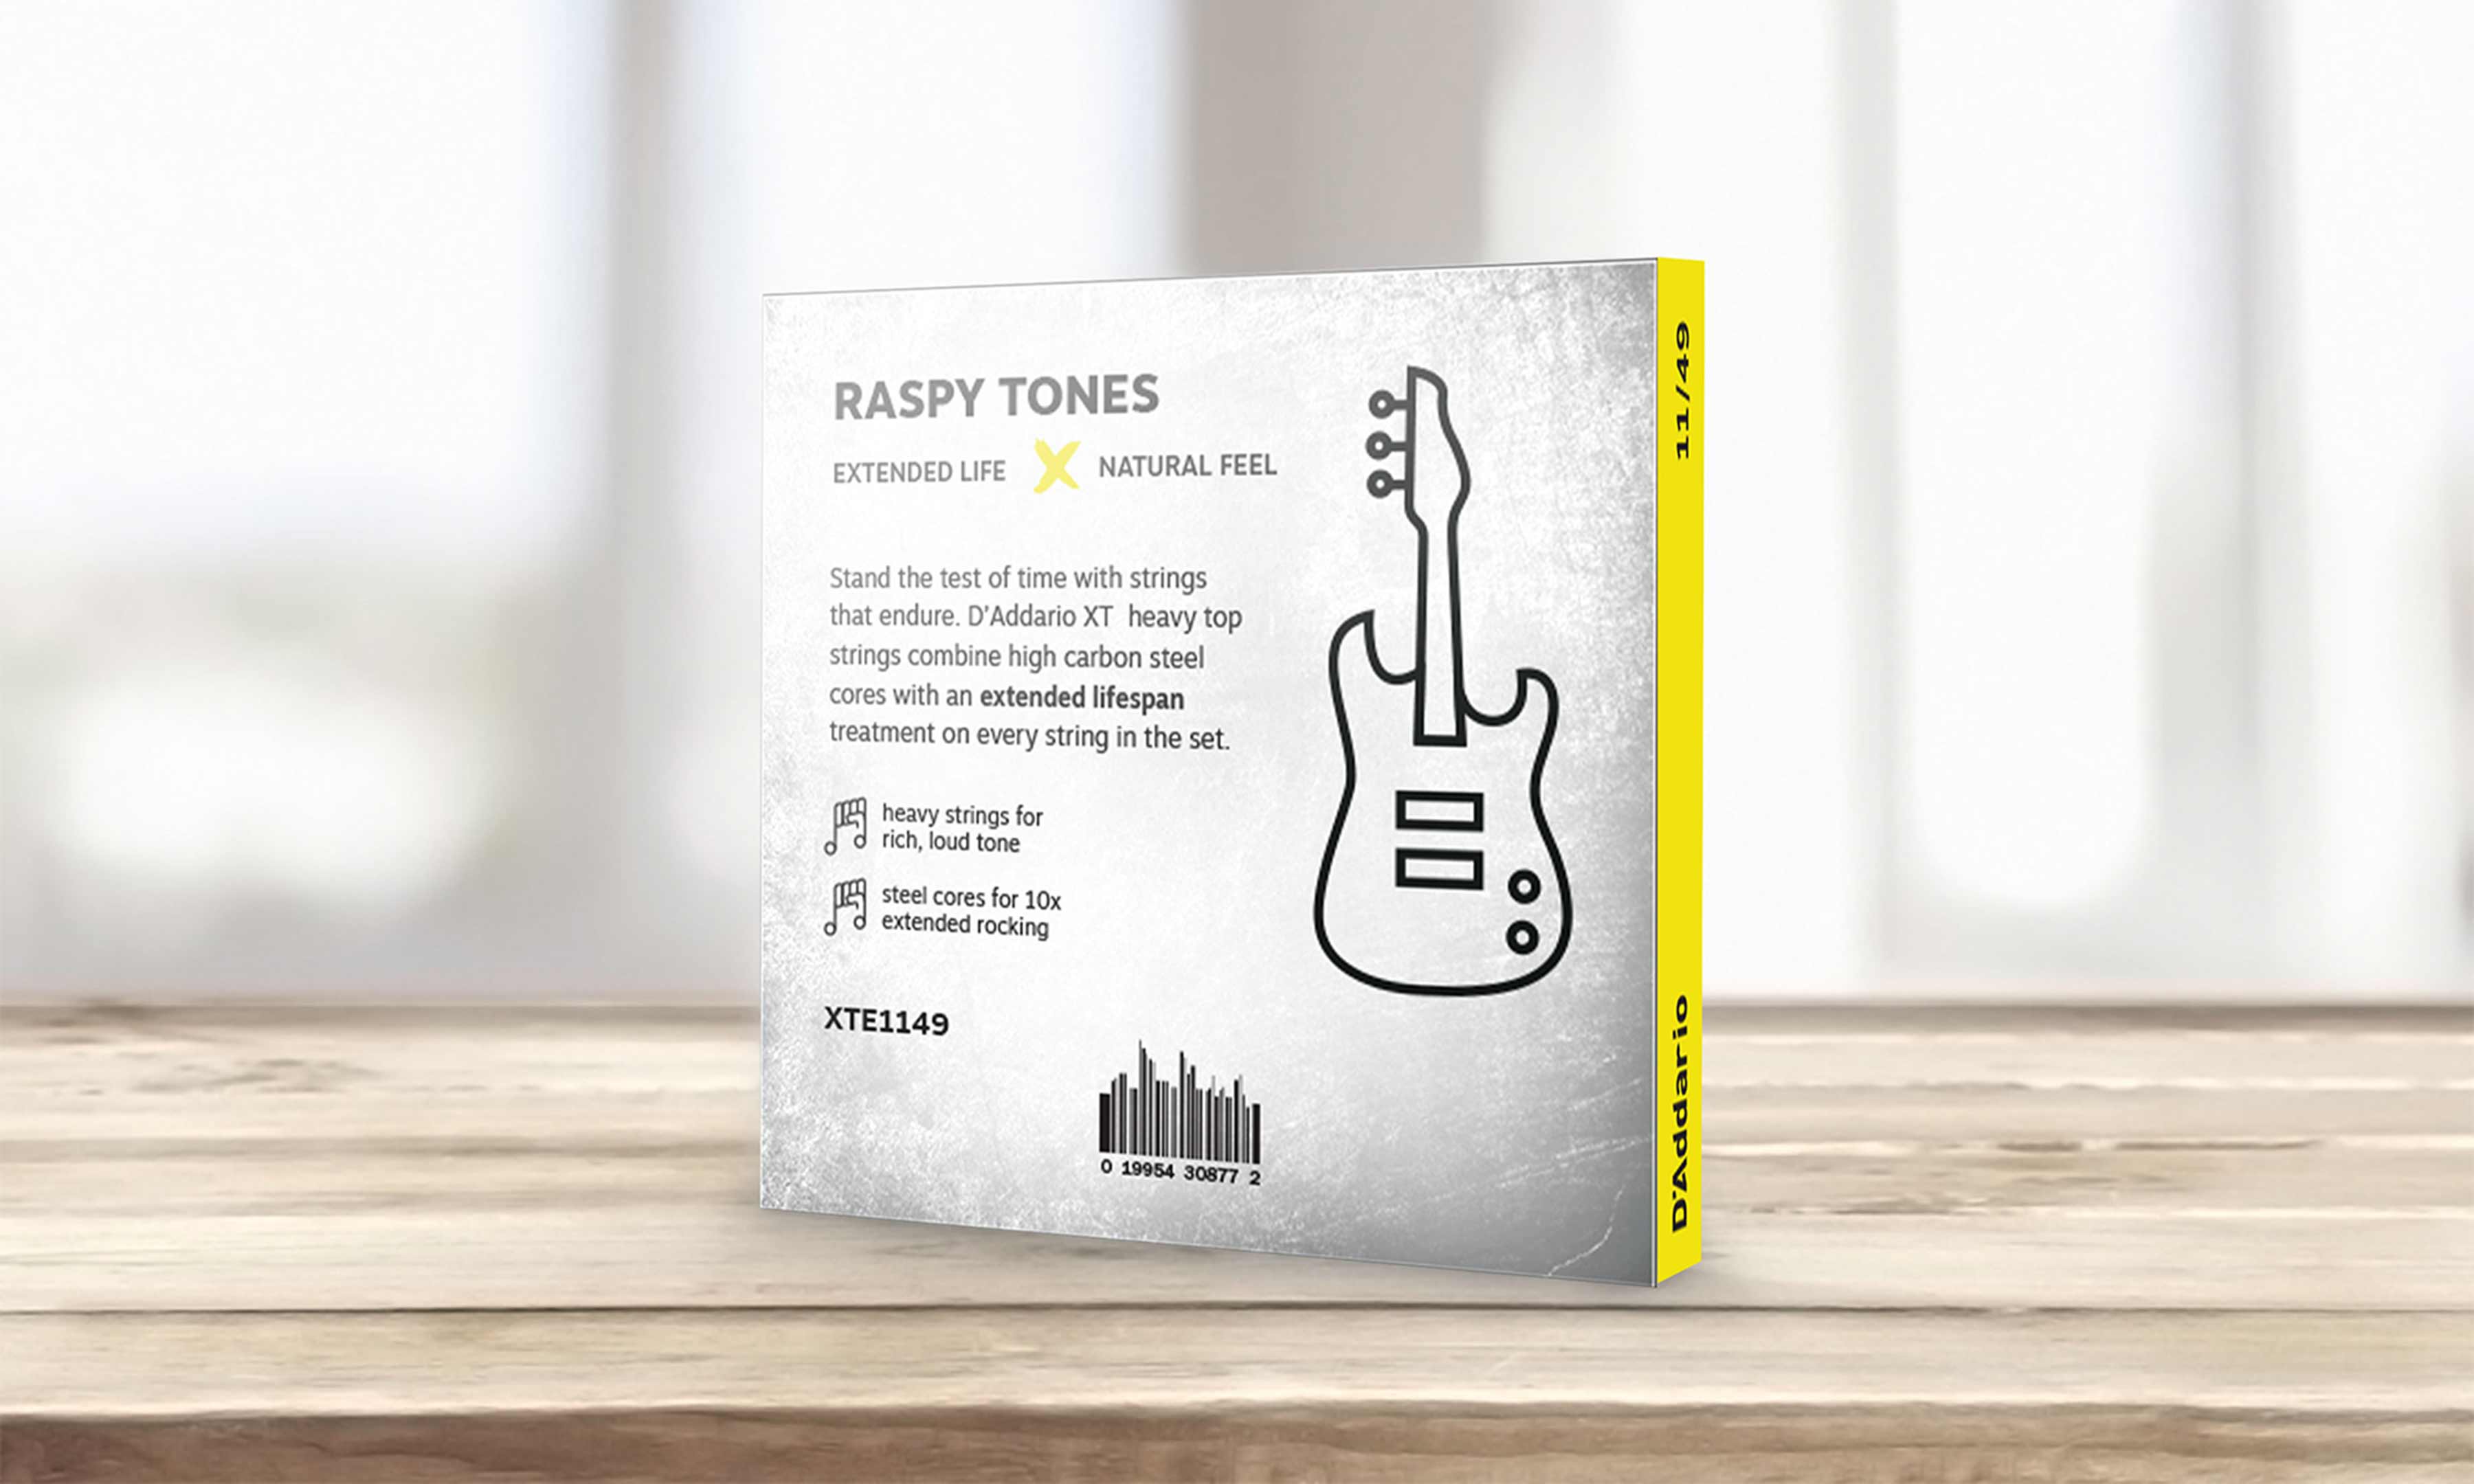 RASPY TONES
EXTENDED LIFE X NATURAL FEEL
Stand the test of time with strings
that endure. D'Addario XT heavy top
strings combine high carbon steel
cores with an extended lifespan
treatment on every string in the set.
heavy strings for
rich, loud tone
steel cores for 10x
extended rocking
XTE1149
0 19954 30877 2
11/49
D'Addario